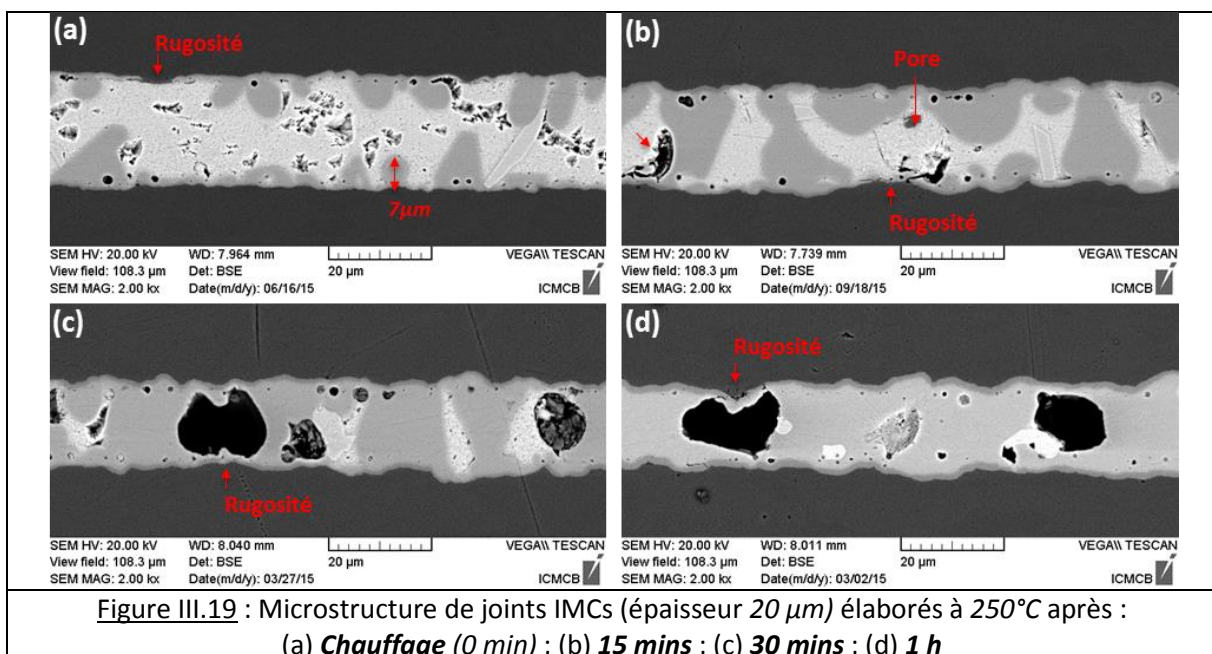 (a)
Rugosité
7µm
SEM HV: 20.00 kV WD: 7.964 mm VEGA\\ TESCAN
View field: 108.3 µm Det: BSE 20 µm
SEM MAG: 2.00 kx Date(m/d/y): 06/16/15 ICMCB
(b)
Pore
Rugosité
SEM HV: 20.00 kV WD: 7.739 mm VEGA\\ TESCAN
View field: 108.3 µm Det: BSE 20 µm
SEM MAG: 2.00 kx Date(m/d/y): 09/18/15 ICMCB
(c)
Rugosité
SEM HV: 20.00 kV WD: 8.040 mm VEGA\\ TESCAN
View field: 108.3 µm Det: BSE 20 µm
SEM MAG: 2.00 kx Date(m/d/y): 03/27/15 ICMCB
(d)
Rugosité
SEM HV: 20.00 kV WD: 8.011 mm VEGA\\ TESCAN
View field: 108.3 µm Det: BSE 20 µm
SEM MAG: 2.00 kx Date(m/d/y): 03/02/15 ICMCB
Figure III.19 : Microstructure de joints IMCs (épaisseur 20 µm) élaborés à 250°C après :
(a) Chauffage (0 min) ; (b) 15 mins ; (c) 30 mins ; (d) 1 h